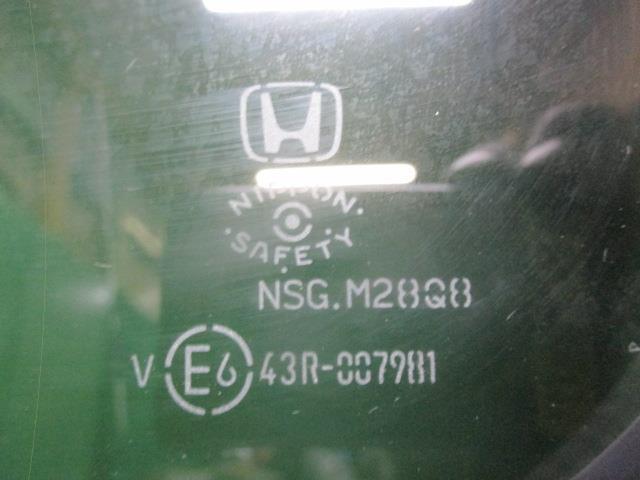 NIPPON
SAFETY
NSG.M28Q8
V E6 43R-007981